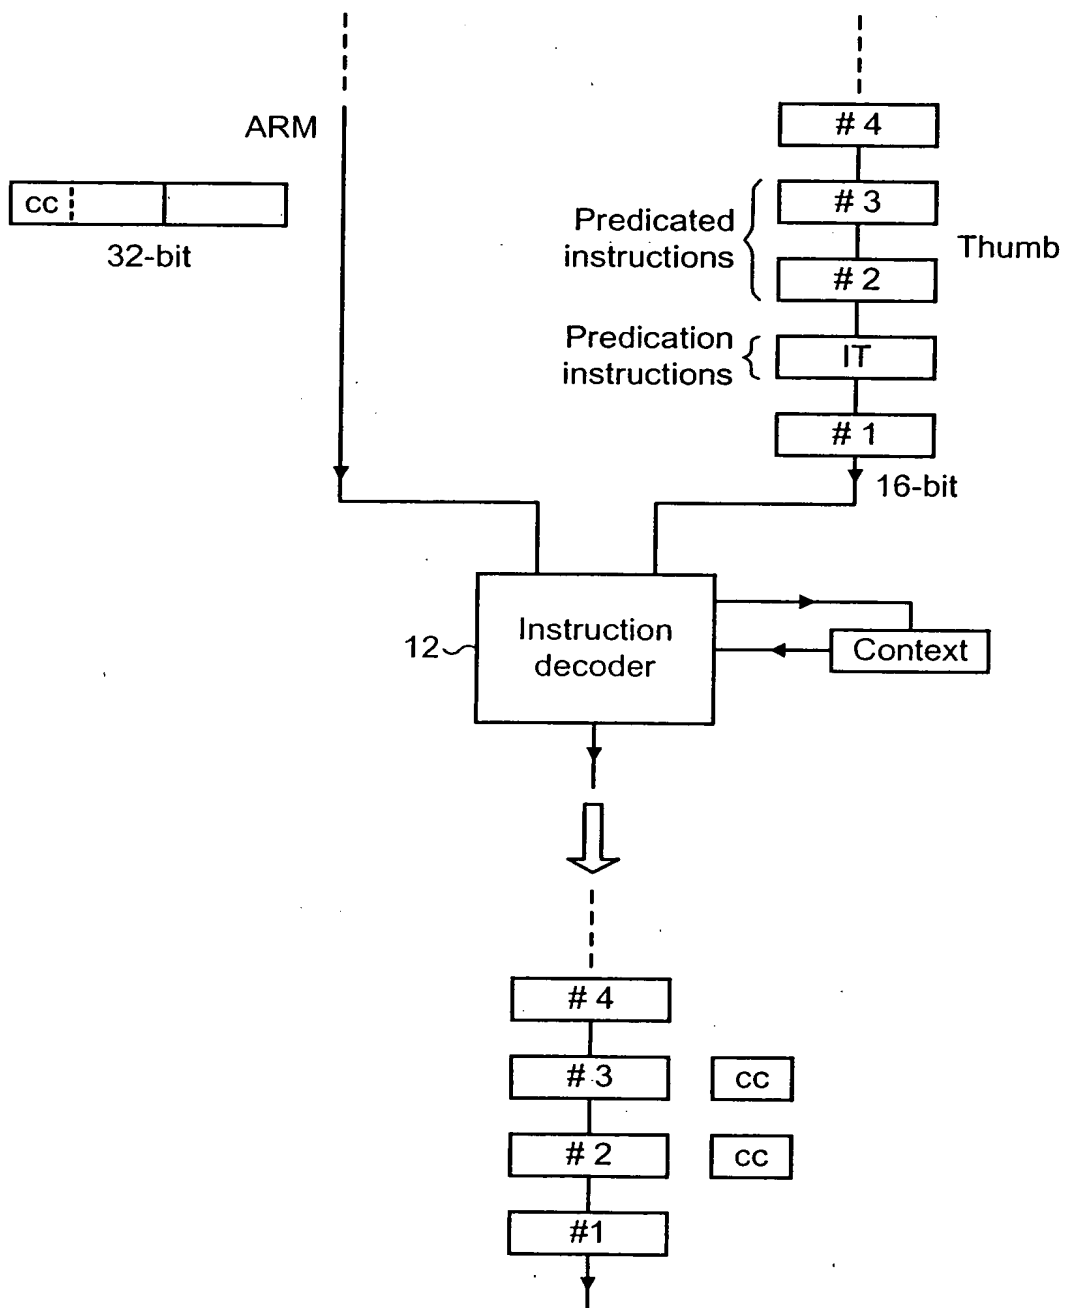 ARM
cc
32-bit
# 4
# 3
Predicated
instructions
Thumb
# 2
Predication
instructions
IT
# 1
16-bit
12
Instruction
decoder
Context
# 4
# 3
cc
# 2
cc
#1